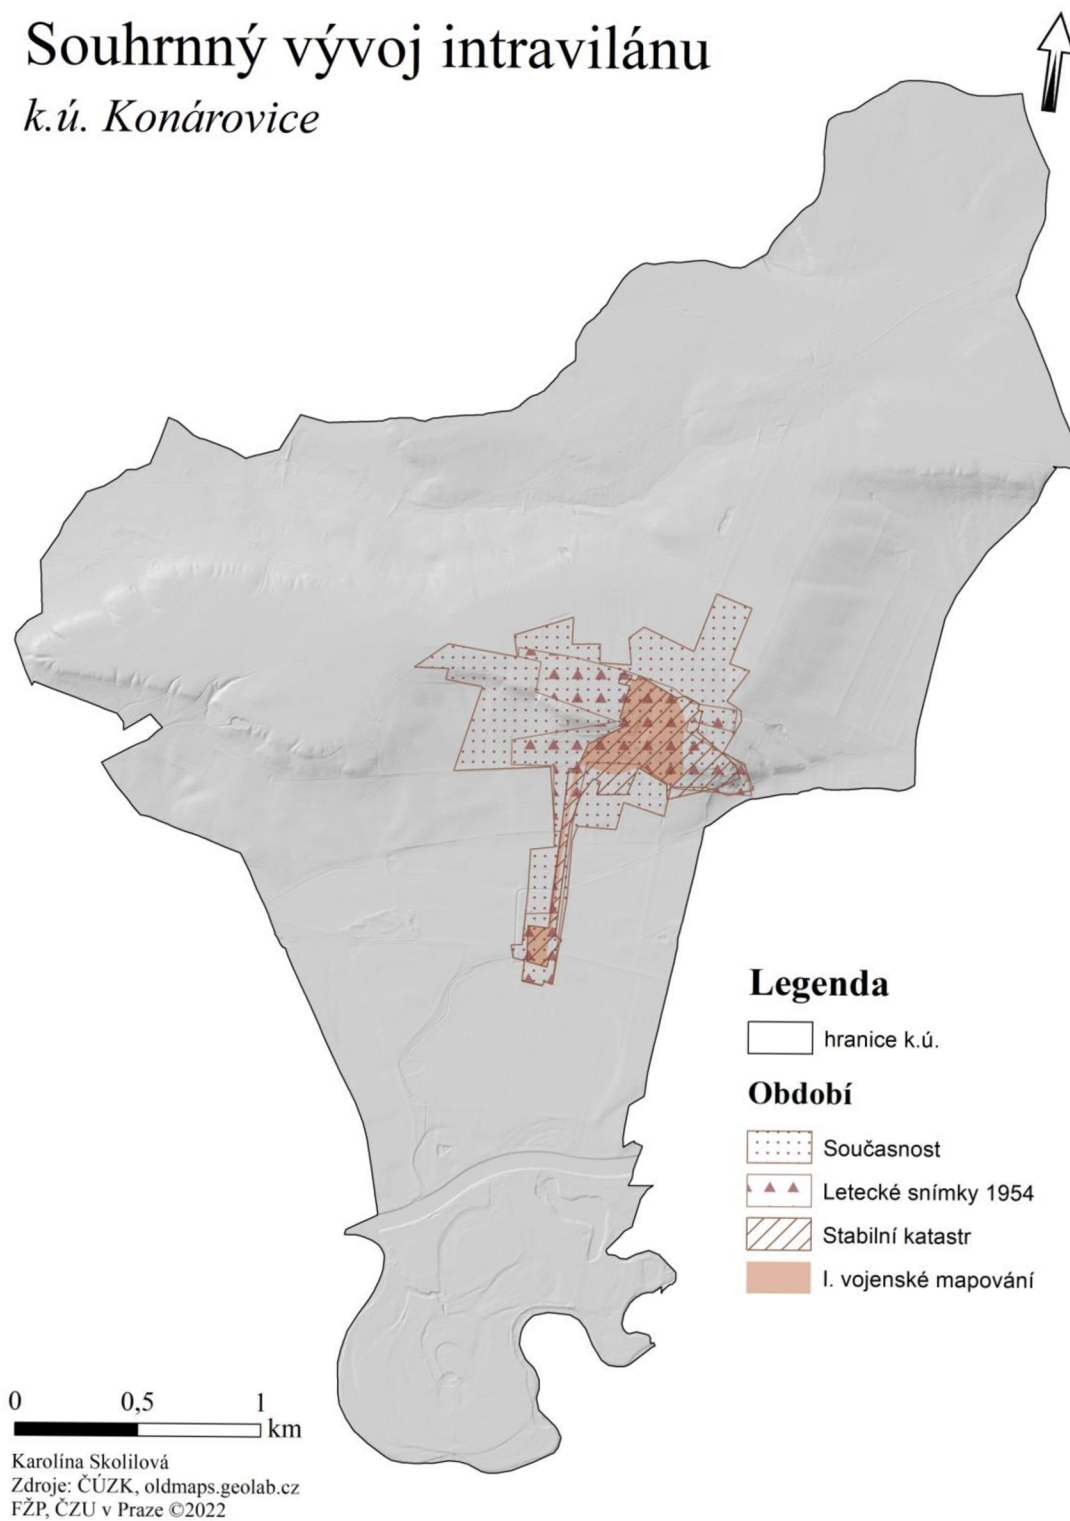 Souhrnný vývoj intravilánu
k.ú. Konárovice
Legenda
hranice k.ú.
Období
Současnost
Letecké snímky 1954
Stabilní katastr
I. vojenské mapování
0 0,5 1
km
Karolína Skolilová
Zdroje: ČÚZK, oldmaps.geolab.cz
FŽP, ČZU v Praze ©2022